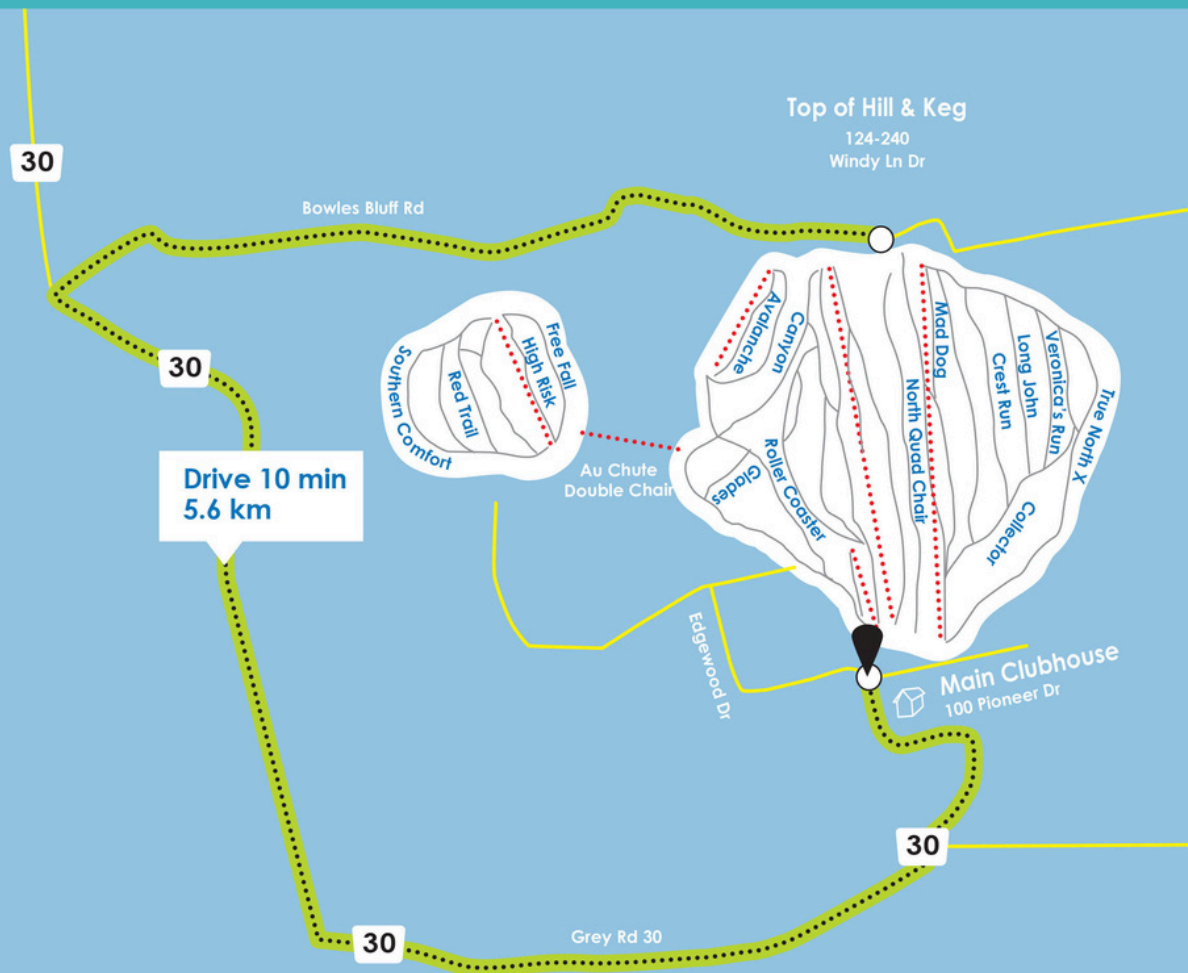 Top of Hill & Keg
124-240
Windy Ln Dr
30
Bowles Bluff Rd
30
Drive 10 min
5.6 km
Southern Comfort
Red Trail
High Risk
Free Fall
Au Chute
Double Chair
Avalanche
Canyon
Glades
Roller Coaster
North Quad Chair
Mad Dog
Crest Run
Long John
Veronica's Run
True North X
Collector
Edgewood Dr
Main Clubhouse
100 Pioneer Dr
30
30
Grey Rd 30